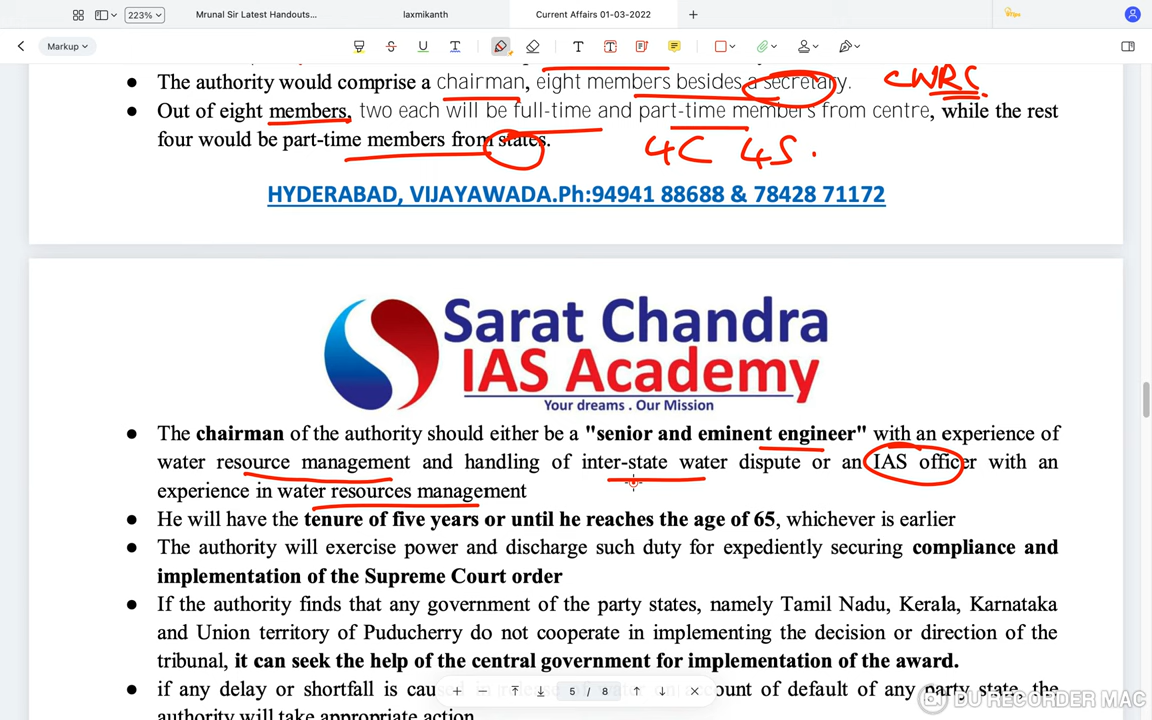 223%
Mrunal Sir Latest Handouts...
laxmikanth
Current Affairs 01-03-2022
Markup
The authority would comprise a chairman, eight members besides a secretary.
CWRC
Out of eight members, two each will be full-time and part-time members from centre, while the rest
four would be part-time members from states.
4C 4S.
HYDERABAD, VIJAYAWADA.Ph:94941 88688 & 78428 71172
Sarat Chandra
IAS Academy
Your dreams . Our Mission
The chairman of the authority should either be a "senior and eminent engineer" with an experience of
water resource management and handling of inter-state water dispute or an IAS officer with an
experience in water resources management
He will have the tenure of five years or until he reaches the age of 65, whichever is earlier
The authority will exercise power and discharge such duty for expediently securing compliance and
implementation of the Supreme Court order
If the authority finds that any government of the party states, namely Tamil Nadu, Kerala, Karnataka
and Union territory of Puducherry do not cooperate in implementing the decision or direction of the
tribunal, it can seek the help of the central government for implementation of the award.
if any delay or shortfall is of account of default of any party state, the
5 / 8
authority will take appropriate action
DU RECORDER MAC